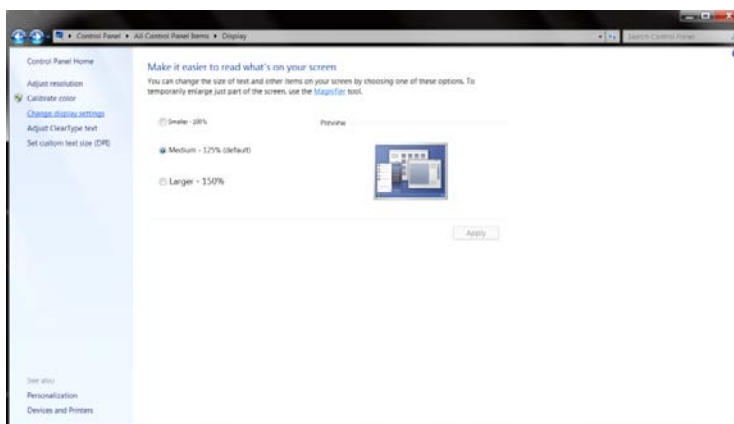 Control Panel ▸ All Control Panel Items ▸ Display
Search Control Panel
Control Panel Home
Adjust resolution
Calibrate color
Change display settings
Adjust ClearType text
Set custom text size (DPI)
Make it easier to read what's on your screen
You can change the size of text and other items on your screen by choosing one of these options. To
temporarily enlarge just part of the screen, use the Magnifier tool.
Smaller - 100%
Preview
Medium - 125% (default)
Larger - 150%
Apply
See also
Personalization
Devices and Printers